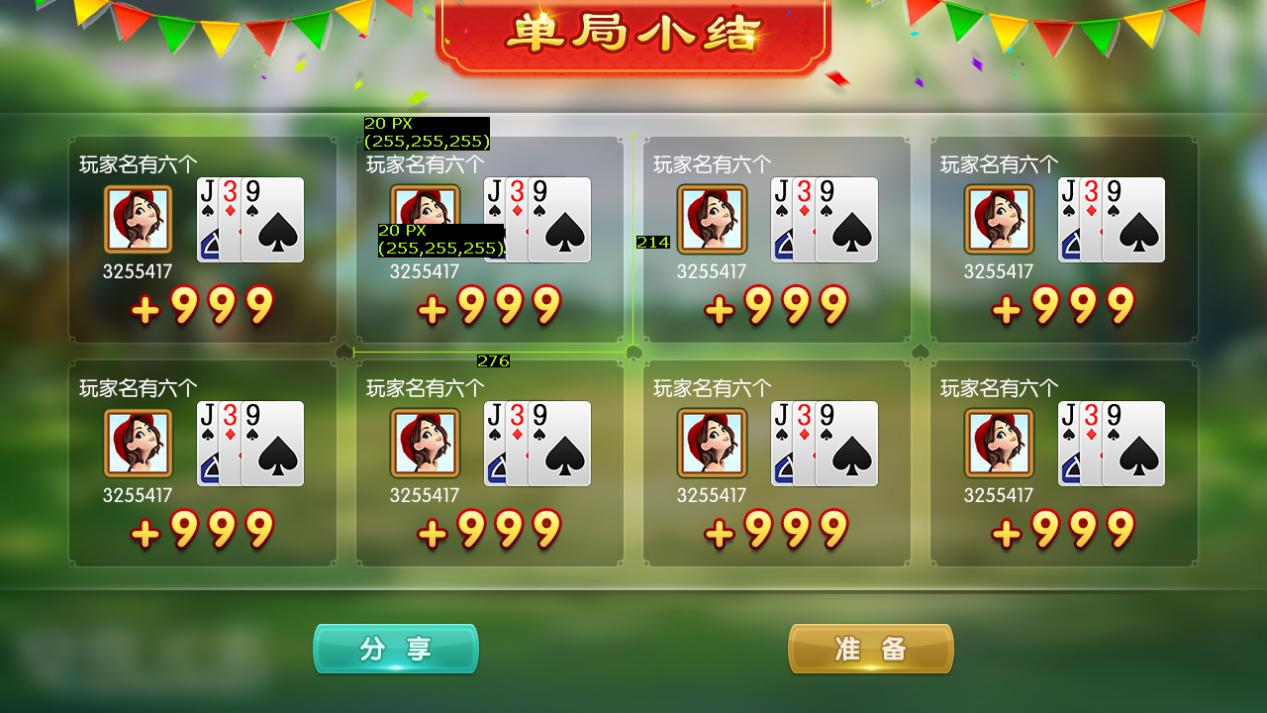 单局小结
20 PX
(255,255,255)
玩家名有六个 玩家名有六个 玩家名有六个 玩家名有六个
J 3 9 J 3 9 J 3 9 J 3 9
20 PX
(255,255,255)
214
3255417 3255417 3255417 3255417
+999 +999 +999 +999
276
玩家名有六个 玩家名有六个 玩家名有六个 玩家名有六个
J 3 9 J 3 9 J 3 9 J 3 9
3255417 3255417 3255417 3255417
+999 +999 +999 +999
分享 准备